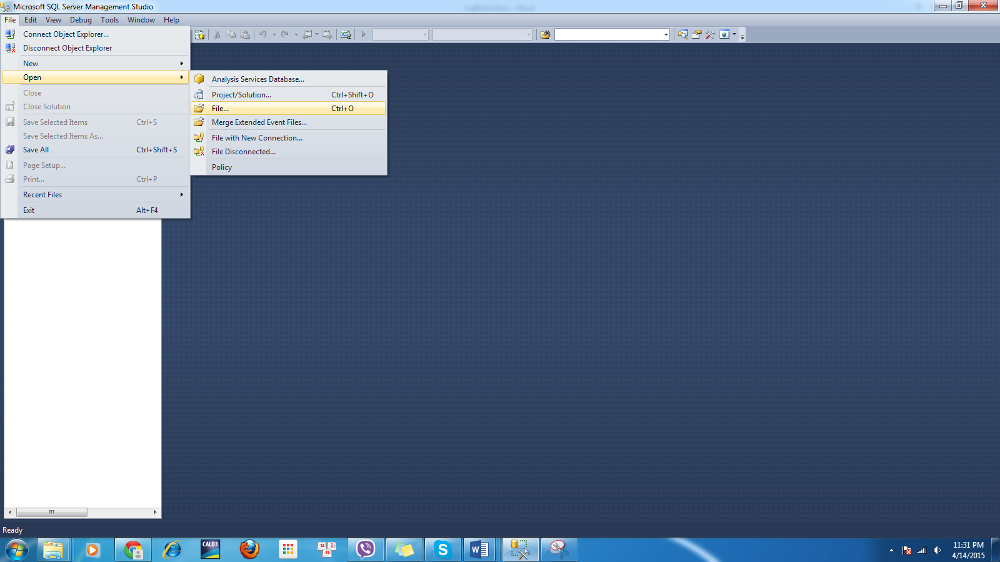 Microsoft SQL Server Management Studio
File Edit View Debug Tools Window Help
Connect Object Explorer...
Disconnect Object Explorer
New
Open
Close
Close Solution
Save Selected Items Ctrl+S
Save Selected Items As...
Save All Ctrl+Shift+S
Page Setup...
Print... Ctrl+P
Recent Files
Exit Alt+F4
Analysis Services Database...
Project/Solution... Ctrl+Shift+O
File... Ctrl+O
Merge Extended Event Files...
File with New Connection...
File Disconnected...
Policy
Ready
CALD3
u n i
W
11:31 PM
4/14/2015